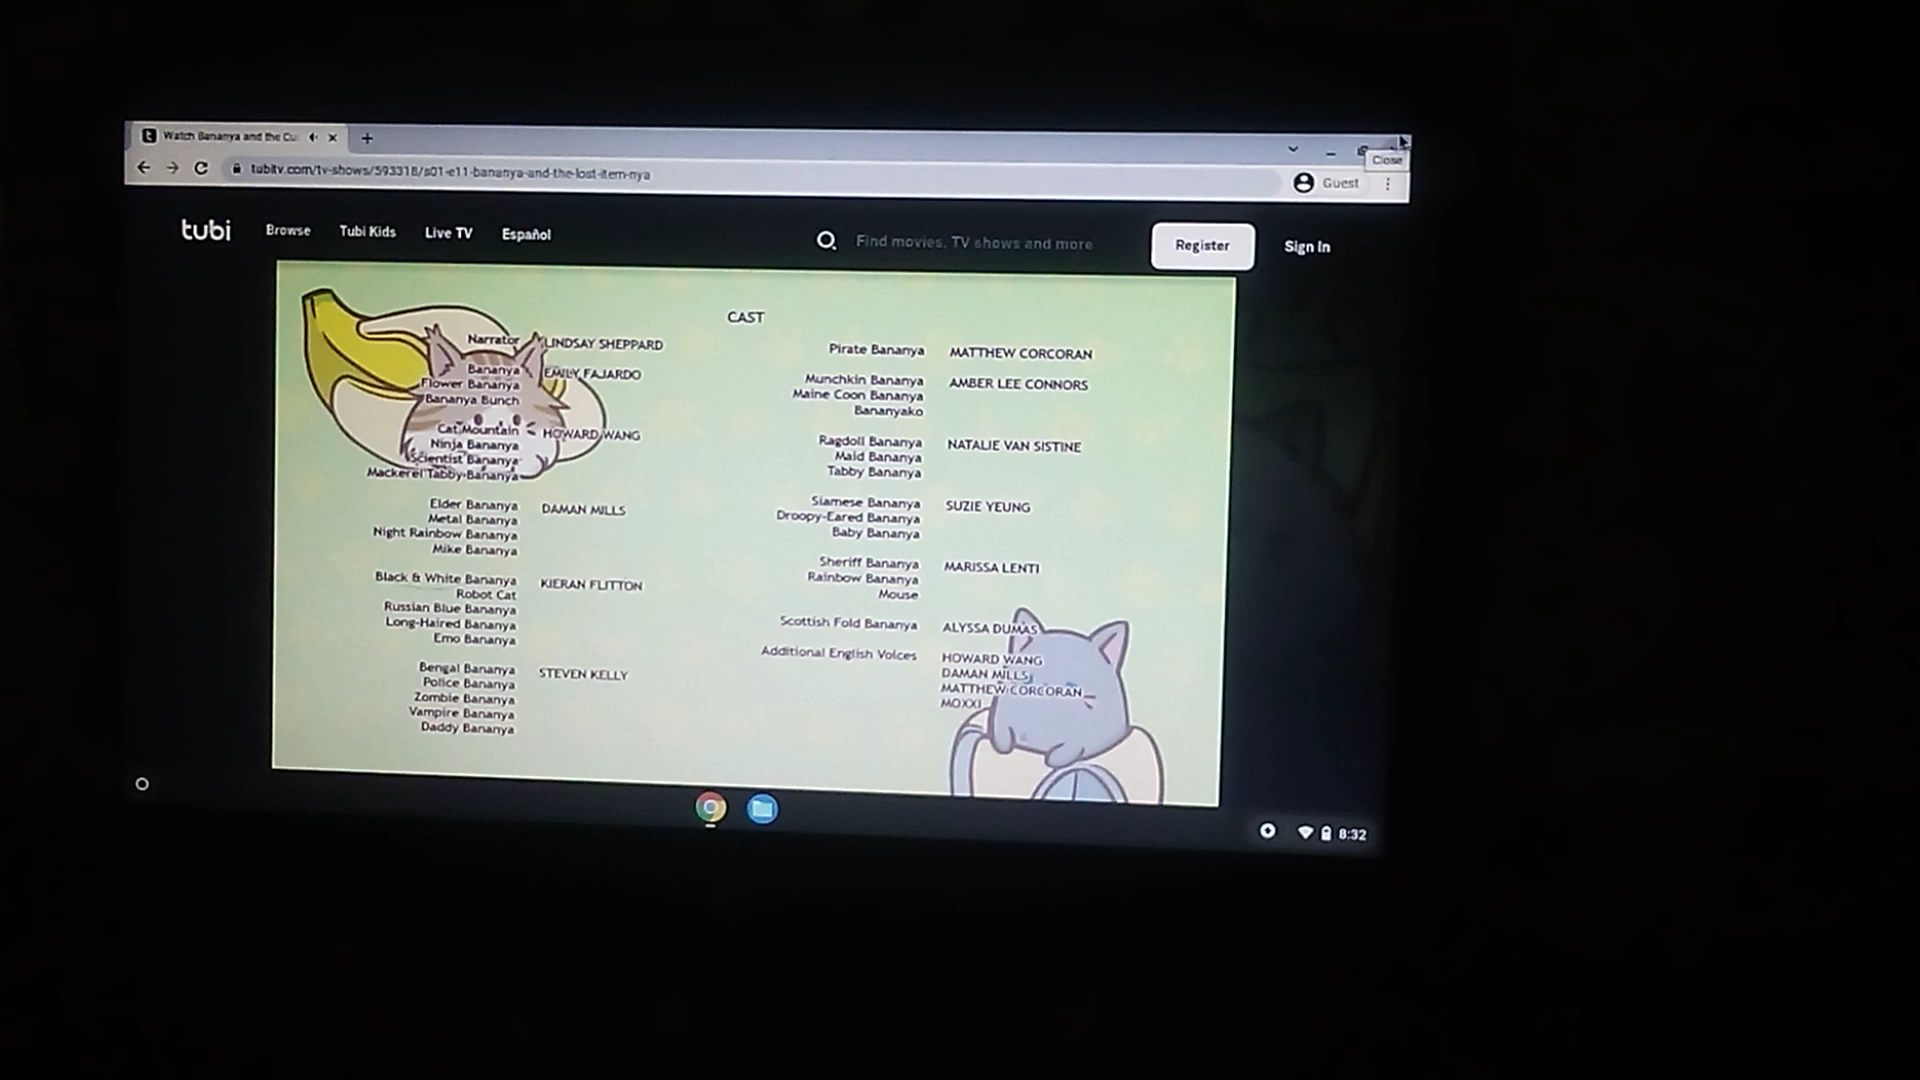 Watch Bananya and the Cu
Close
tubitv.com/tv-shows/593318/s01-e11-bananya-and-the-lost-item-nya
Guest
tubi Browse Tubi Kids Live TV Español Find movies, TV shows and more Register Sign In
CAST
Narrator LINDSAY SHEPPARD
Bananya EMILY FAJARDO
Flower Bananya
Bananya Bunch
Cat Mountain HOWARD WANG
Ninja Bananya
Scientist Bananya
Mackerel Tabby Bananya
Elder Bananya DAMAN MILLS
Metal Bananya
Night Rainbow Bananya
Mike Bananya
Black & White Bananya KIERAN FLITTON
Robot Cat
Russian Blue Bananya
Long-Haired Bananya
Emo Bananya
Bengal Bananya STEVEN KELLY
Police Bananya
Zombie Bananya
Vampire Bananya
Daddy Bananya
Pirate Bananya MATTHEW CORCORAN
Munchkin Bananya AMBER LEE CONNORS
Maine Coon Bananya
Bananyako
Ragdoll Bananya NATALIE VAN SISTINE
Maid Bananya
Tabby Bananya
Siamese Bananya SUZIE YEUNG
Droopy-Eared Bananya
Baby Bananya
Sheriff Bananya MARISSA LENTI
Rainbow Bananya
Mouse
Scottish Fold Bananya ALYSSA DUMAS
Additional English Voices HOWARD WANG
DAMAN MILLS
MATTHEW CORCORAN
MOXXI
8:32